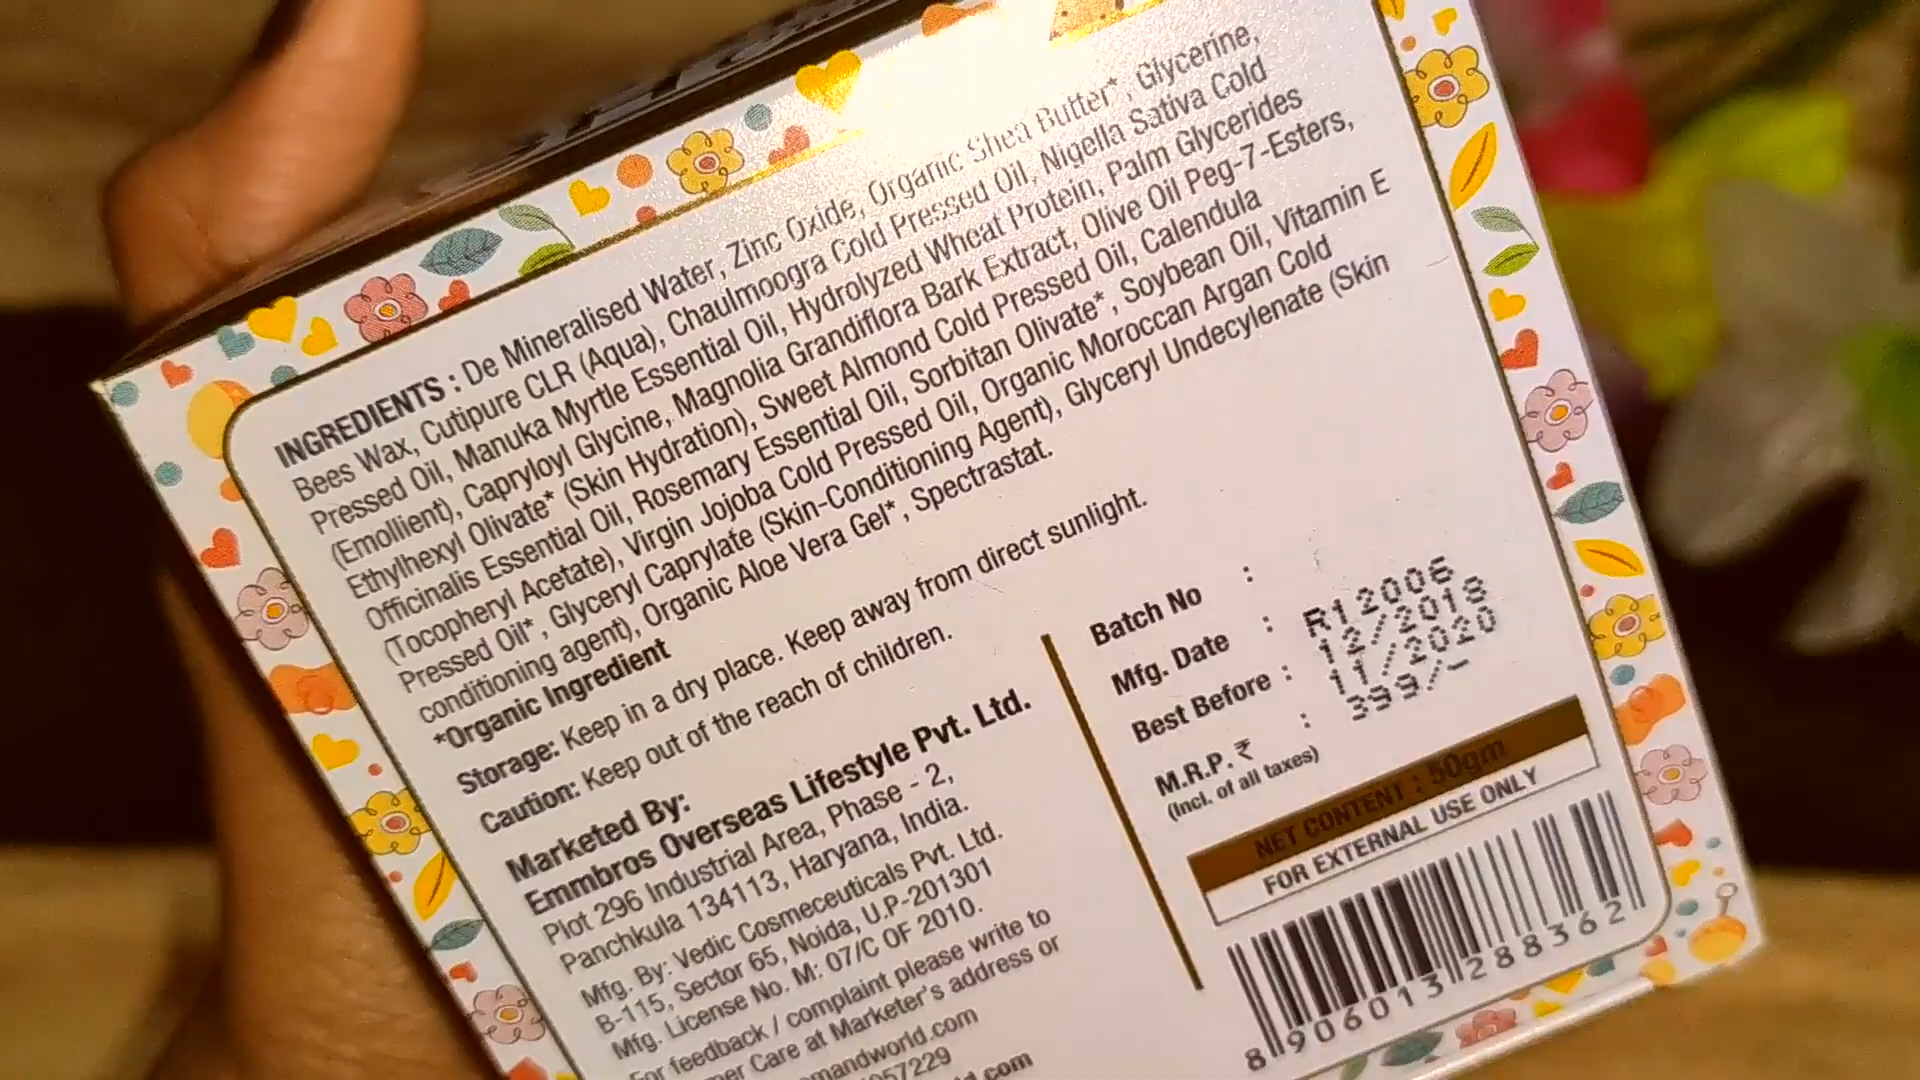 INGREDIENTS : De Mineralised Water, Zinc Oxide, Organic Shea Butter*, Glycerine,
Bees Wax, Cutipure CLR (Aqua), Chaulmoogra Cold Pressed Oil, Nigella Sativa Cold
Pressed Oil, Manuka Myrtle Essential Oil, Hydrolyzed Wheat Protein, Palm Glycerides
(Emollient), Capryloyl Glycine, Magnolia Grandiflora Bark Extract, Olive Oil Peg-7-Esters,
Ethylhexyl Olivate* (Skin Hydration), Sweet Almond Cold Pressed Oil, Calendula
Officinalis Essential Oil, Rosemary Essential Oil, Sorbitan Olivate*, Soybean Oil, Vitamin E
(Tocopheryl Acetate), Virgin Jojoba Cold Pressed Oil, Organic Moroccan Argan Cold
Pressed Oil*, Glyceryl Caprylate (Skin-Conditioning Agent), Glyceryl Undecylenate (Skin
conditioning agent), Organic Aloe Vera Gel*, Spectrastat.
*Organic Ingredient
Storage: Keep in a dry place. Keep away from direct sunlight.
Caution: Keep out of the reach of children.
Marketed By:
Emmbros Overseas Lifestyle Pvt. Ltd.
Plot 296 Industrial Area, Phase - 2,
Panchkula 134113, Haryana, India.
Mfg. By: Vedic Cosmeceuticals Pvt. Ltd.
B-115, Sector 65, Noida, U.P-201301
Mfg. License No. M: 07/C OF 2010.
For feedback / complaint please write to
Care at Marketer's address or
Batch No : R12006
Mfg. Date : 12/2018
Best Before : 11/2020
M.R.P. ₹ : 399/-
(Incl. of all taxes)
NET CONTENT : 50gm
FOR EXTERNAL USE ONLY
8906013288362